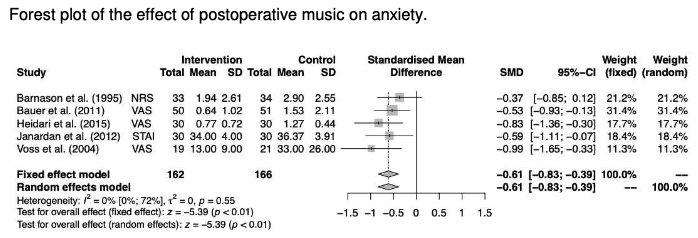 Forest plot of the effect of postoperative music on anxiety.
Intervention Control Standardised Mean Weight Weight
Study Total Mean SD Total Mean SD Difference SMD 95%−CI (fixed) (random)
Barnason et al. (1995) NRS 33 1.94 2.61 34 2.90 2.55 −0.37 [−0.85; 0.12] 21.2% 21.2%
Bauer et al. (2011) VAS 50 0.64 1.02 51 1.53 2.11 −0.53 [−0.93; −0.13] 31.4% 31.4%
Heidari et al. (2015) VAS 30 0.77 0.72 30 1.27 0.44 −0.83 [−1.36; −0.30] 17.7% 17.7%
Janardan et al. (2012) STAI 30 34.00 4.00 30 36.37 3.91 −0.59 [−1.11; −0.07] 18.4% 18.4%
Voss et al. (2004) VAS 19 13.00 9.00 21 33.00 26.00 −0.99 [−1.65; −0.33] 11.3% 11.3%
Fixed effect model 162 166 −0.61 [−0.83; −0.39] 100.0% −−
Random effects model −0.61 [−0.83; −0.39] −− 100.0%
Heterogeneity: I² = 0% [0%; 72%], τ² = 0, p = 0.55
Test for overall effect (fixed effect): z = −5.39 (p < 0.01)
Test for overall effect (random effects): z = −5.39 (p < 0.01)
−1.5 −1 −0.5 0 0.5 1 1.5